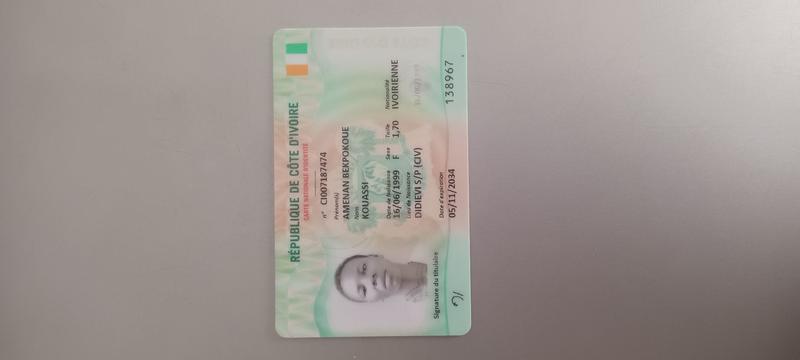 RÉPUBLIQUE DE CÔTE D'IVOIRE
CARTE NATIONALE D'IDENTITÉ
n° CI007187474
Prénom(s)
AMENAN BEKPOKOUE
Nom
KOUASSI
Date de Naissance Sexe Taille Nationalité
16/06/1999 F 1,70 IVOIRIENNE
Lieu de Naissance
DIDIEVI S/P (CIV)
Date d'expiration
05/11/2034
138967
Signature du titulaire